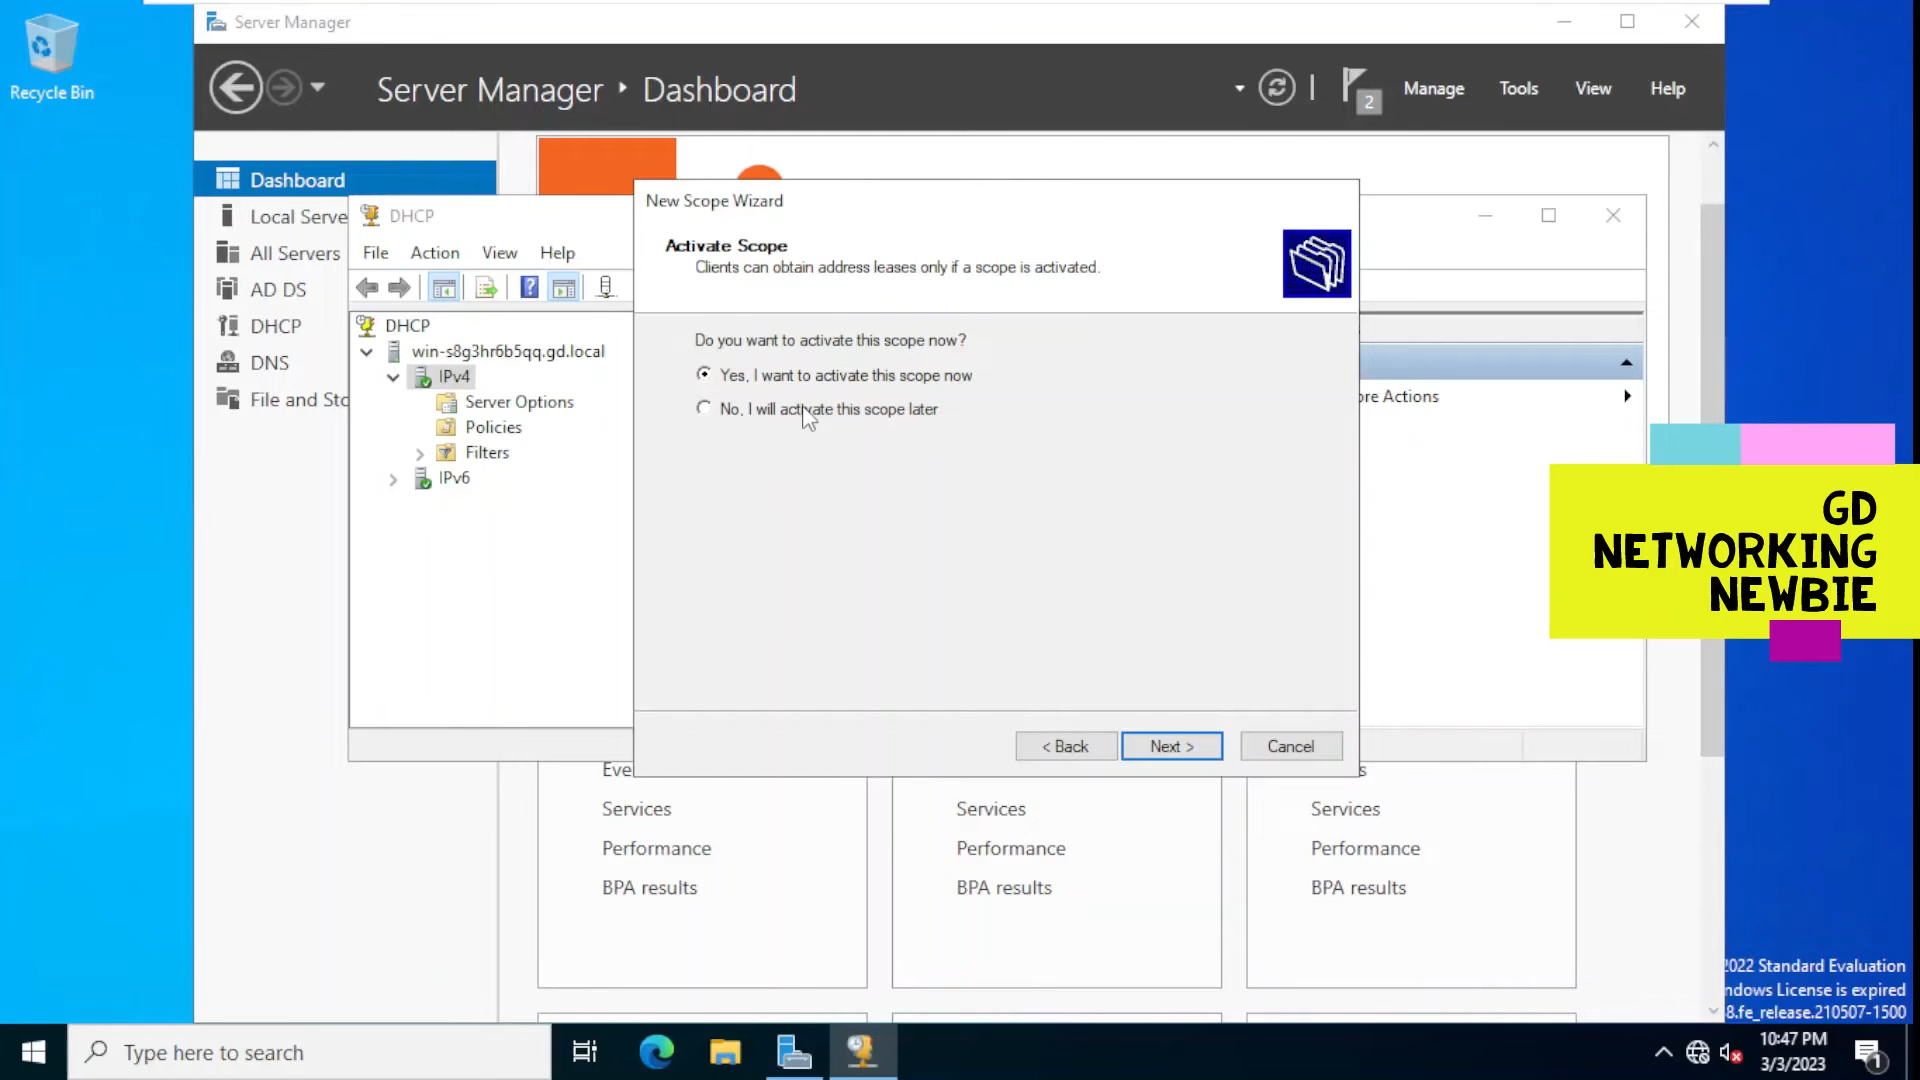 Recycle Bin
Server Manager
Server Manager
Dashboard
2
Manage
Tools
View
Help
Dashboard
Local Serve
All Servers
AD DS
DHCP
DNS
File and Sto
DHCP
File
Action
View
Help
DHCP
win-s8g3hr6b5qq.gd.local
IPv4
Server Options
Policies
Filters
IPv6
New Scope Wizard
Activate Scope
Clients can obtain address leases only if a scope is activated.
Do you want to activate this scope now?
Yes, I want to activate this scope now
No, I will activate this scope later
< Back
Next >
Cancel
ore Actions
GD
NETWORKING
NEWBIE
Eve
s
Services
Performance
BPA results
Services
Performance
BPA results
Services
Performance
BPA results
2022 Standard Evaluation
ndows License is expired
8.fe_release.210507-1500
Type here to search
10:47 PM
3/3/2023
1